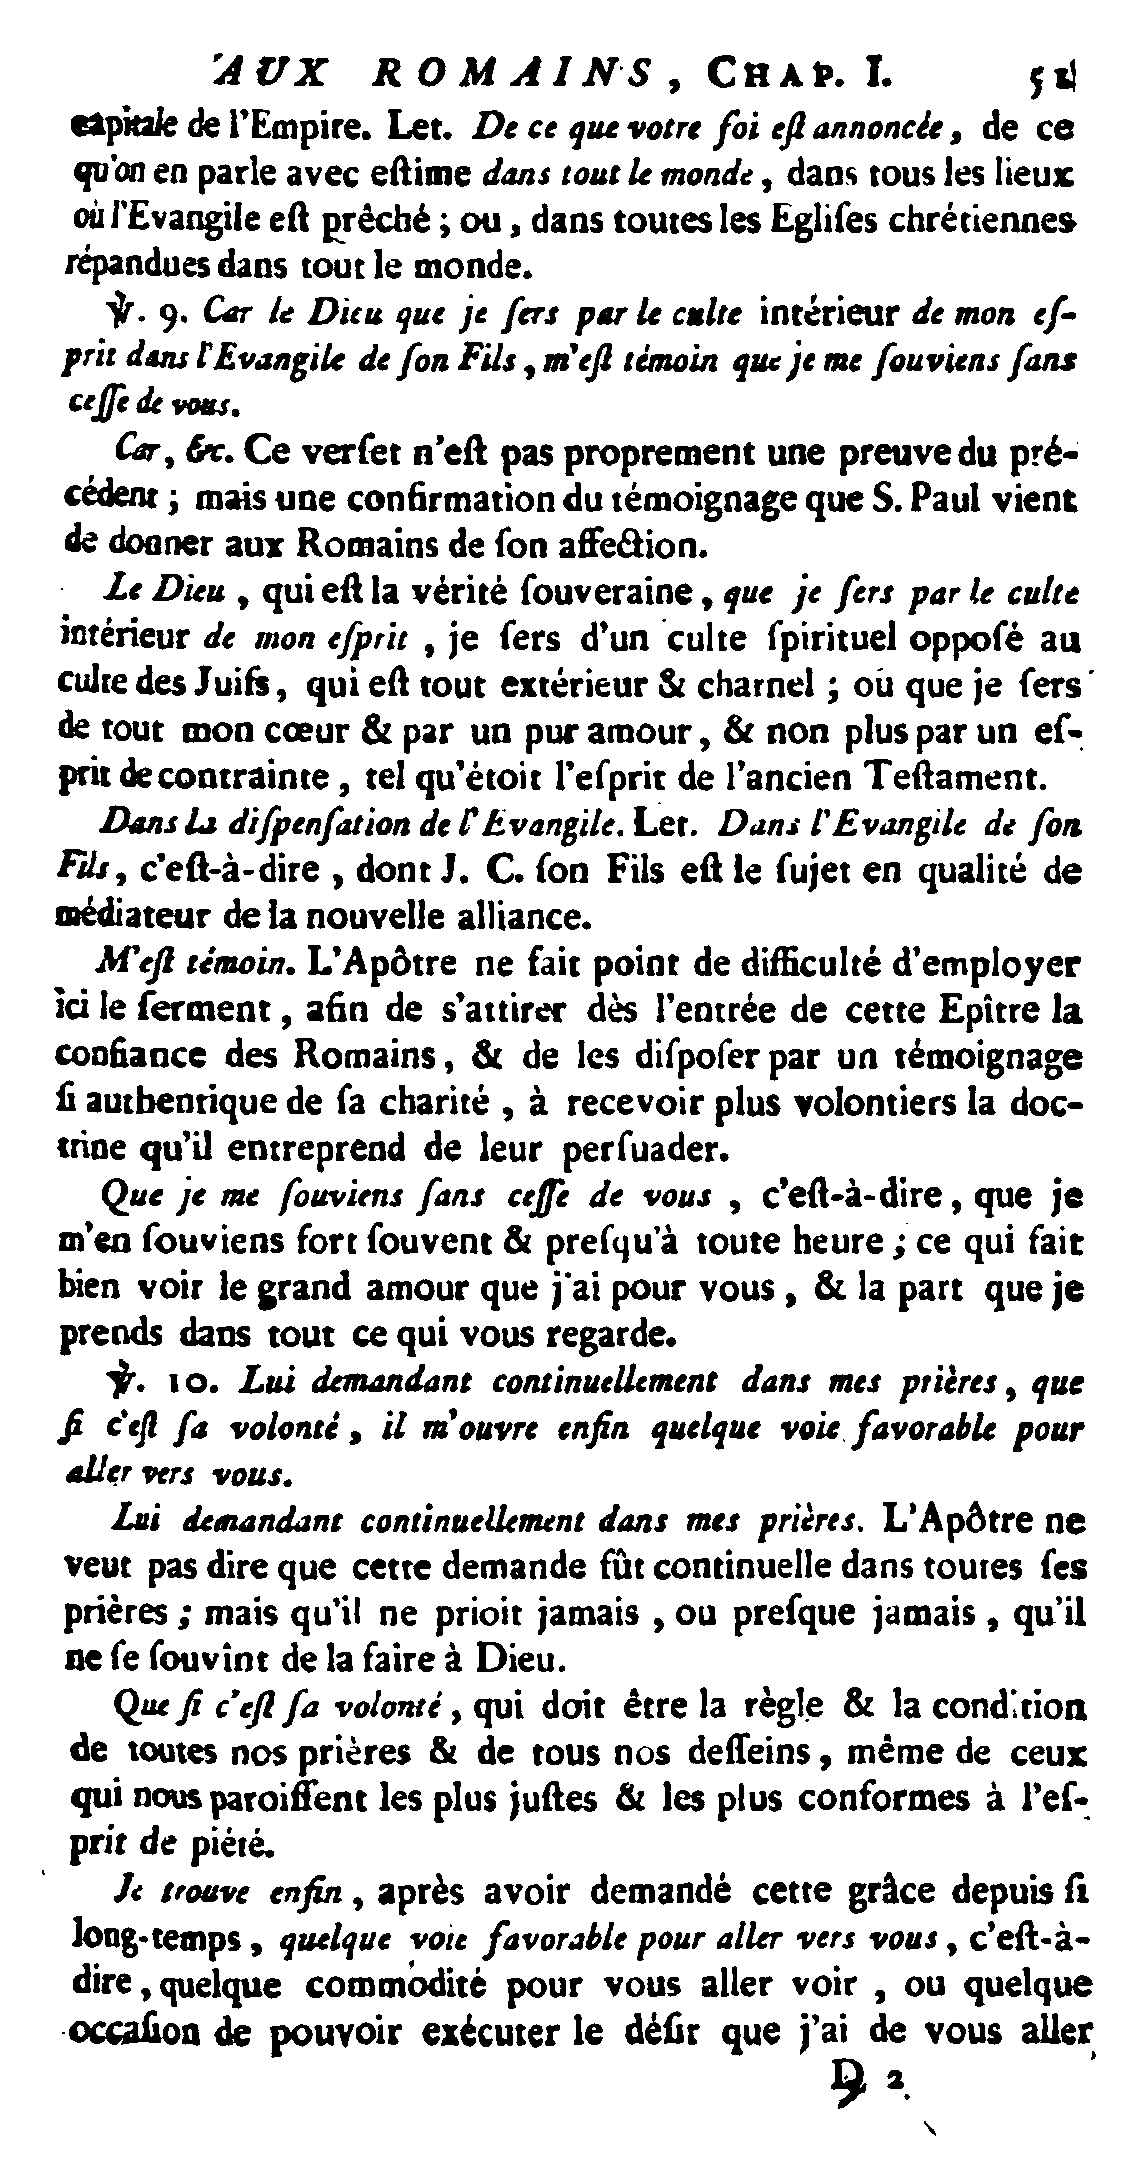 AUX ROMAINS, CHAP. I. 51
capitale de l'Empire. Let. De ce que votre foi eſt annoncée, de ce
qu'on en parle avec eſtime dans tout le monde, dans tous les lieux
où l'Evangile eſt prêché ; ou, dans toutes les Egliſes chrétiennes
répandues dans tout le monde.
℣. 9. Car le Dieu que je ſers par le culte intérieur de mon eſ-
prit dans l'Evangile de ſon Fils, m'eſt témoin que je me ſouviens ſans
ceſſe de vous.
Car, &c. Ce verſet n'eſt pas proprement une preuve du pré-
cédent ; mais une confirmation du témoignage que S. Paul vient
de donner aux Romains de ſon affection.
Le Dieu, qui eſt la vérité ſouveraine, que je ſers par le culte
intérieur de mon eſprit, je ſers d'un culte ſpirituel oppoſé au
culte des Juifs, qui eſt tout extérieur & charnel ; où que je ſers
de tout mon cœur & par un pur amour, & non plus par un eſ-
prit de contrainte, tel qu'étoit l'eſprit de l'ancien Teſtament.
Dans la diſpenſation de l'Evangile. Let. Dans l'Evangile de ſon
Fils, c'eſt-à-dire, dont J. C. ſon Fils eſt le ſujet en qualité de
médiateur de la nouvelle alliance.
M'eſt témoin. L'Apôtre ne fait point de difficulté d'employer
ici le ſerment, afin de s'attirer dès l'entrée de cette Epître la
confiance des Romains, & de les diſpoſer par un témoignage
ſi authentique de ſa charité, à recevoir plus volontiers la doc-
trine qu'il entreprend de leur perſuader.
Que je me ſouviens ſans ceſſe de vous, c'eſt-à-dire, que je
m'en ſouviens fort ſouvent & preſqu'à toute heure ; ce qui fait
bien voir le grand amour que j'ai pour vous, & la part que je
prends dans tout ce qui vous regarde.
℣. 10. Lui demandant continuellement dans mes prières, que
ſi c'eſt ſa volonté, il m'ouvre enfin quelque voie favorable pour
aller vers vous.
Lui demandant continuellement dans mes prières. L'Apôtre ne
veut pas dire que cette demande fût continuelle dans toutes ſes
prières ; mais qu'il ne prioit jamais, ou preſque jamais, qu'il
ne ſe ſouvînt de la faire à Dieu.
Que ſi c'eſt ſa volonté, qui doit être la règle & la condition
de toutes nos prières & de tous nos deſſeins, même de ceux
qui nous paroiſſent les plus juſtes & les plus conformes à l'eſ-
prit de piété.
Je trouve enfin, après avoir demandé cette grâce depuis ſi
long-temps, quelque voie favorable pour aller vers vous, c'eſt-à-
dire, quelque commodité pour vous aller voir, ou quelque
occaſion de pouvoir exécuter le déſir que j'ai de vous aller
D 2